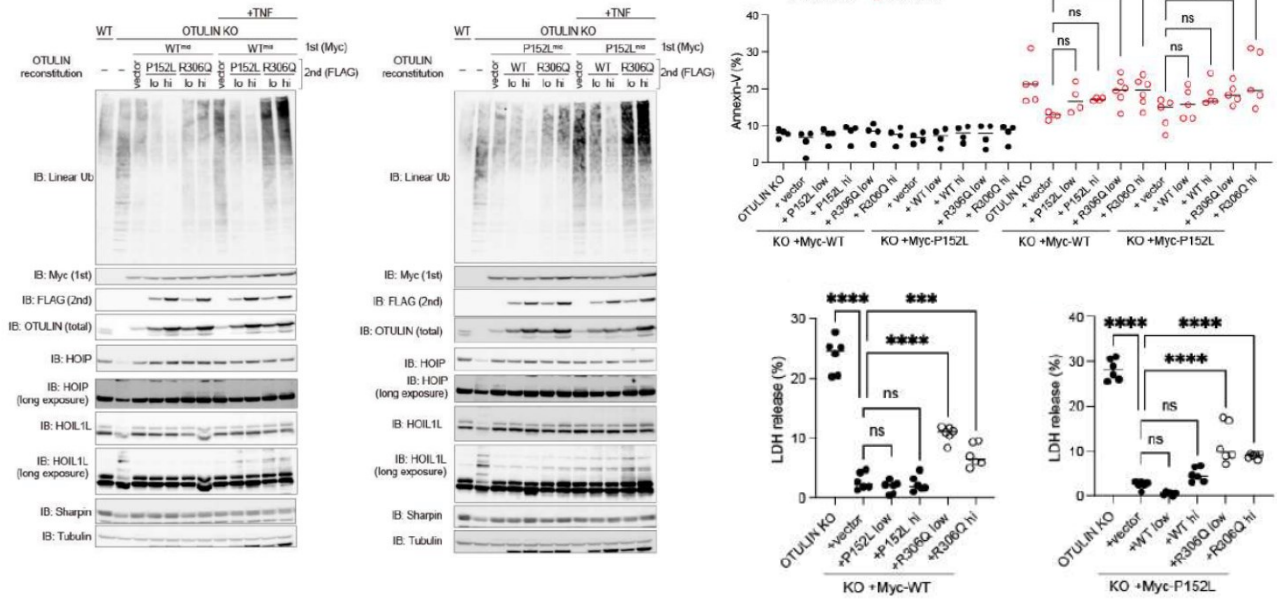 +TNF
WT OTULIN KO
WTmo WTmo 1st (Myc)
OTULIN reconstitution
– – vector P152L R306Q vector P152L R306Q 2nd (FLAG)
lo hi lo hi lo hi lo hi
IB: Linear Ub
IB: Myc (1st)
IB: FLAG (2nd)
IB: OTULIN (total)
IB: HOIP
IB: HOIP
(long exposure)
IB: HOIL1L
IB: HOIL1L
(long exposure)
IB: Sharpin
IB: Tubulin
+TNF
WT OTULIN KO
P152Lmo P152Lmo 1st (Myc)
OTULIN reconstitution
– – vector WT R306Q vector WT R306Q 2nd (FLAG)
lo hi lo hi lo hi lo hi
IB: Linear Ub
IB: Myc (1st)
IB: FLAG (2nd)
IB: OTULIN (total)
IB: HOIP
IB: HOIP
(long exposure)
IB: HOIL1L
IB: HOIL1L
(long exposure)
IB: Sharpin
IB: Tubulin
Annexin-V (%)
40
30
20
10
0
ns
ns
ns
ns
OTULIN KO
+ vector
+ P152L low
+ P152L hi
+ R306Q low
+ R306Q hi
+ vector
+ WT low
+ WT hi
+ R306Q low
+ R306Q hi
OTULIN KO
+ vector
+ P152L low
+ P152L hi
+ R306Q low
+ R306Q hi
+ vector
+ WT low
+ WT hi
+ R306Q low
+ R306Q hi
KO +Myc-WT KO +Myc-P152L KO +Myc-WT KO +Myc-P152L
LDH release (%)
30
20
10
0
**** ***
****
ns
ns
OTULIN KO
+vector
+P152L low
+P152L hi
+R306Q low
+R306Q hi
KO +Myc-WT
LDH release (%)
40
30
20
10
0
**** ****
****
ns
ns
OTULIN KO
+vector
+WT low
+WT hi
+R306Q low
+R306Q hi
KO +Myc-P152L